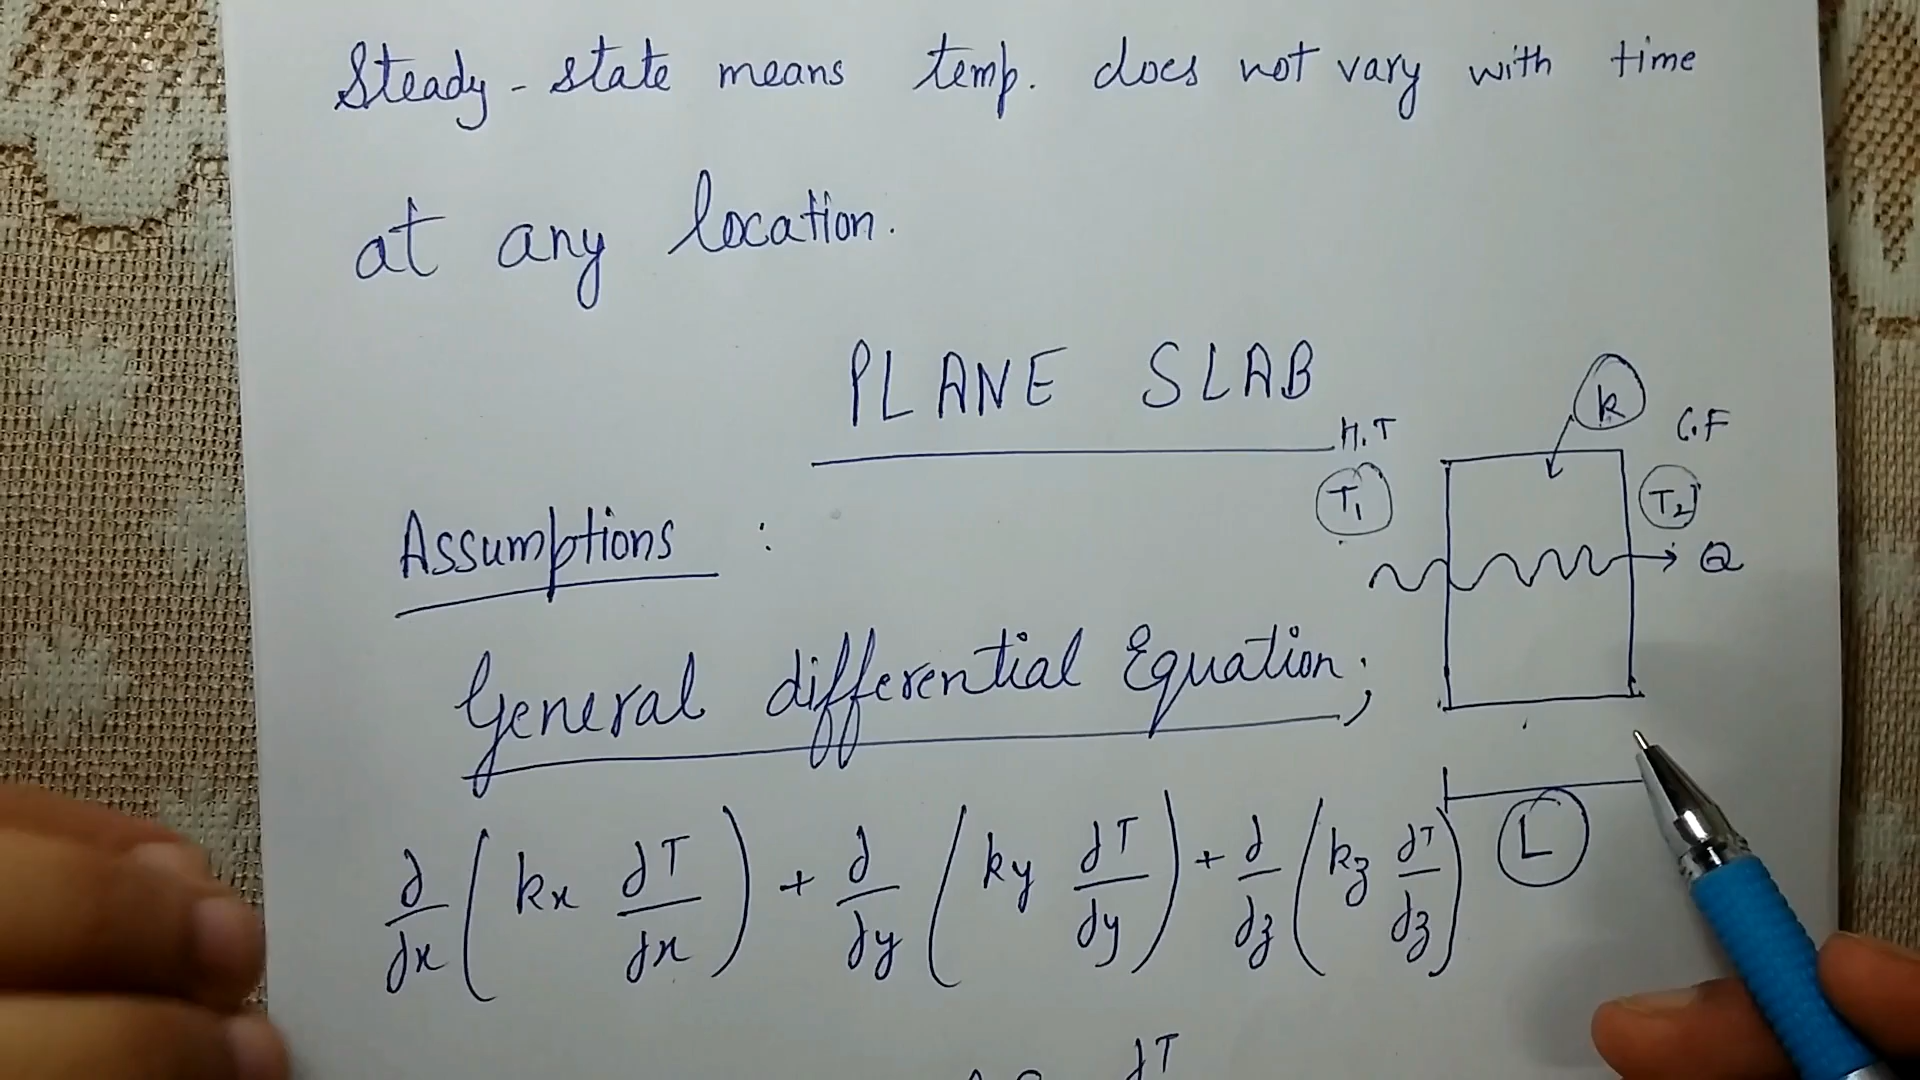 Steady-state means temp. does not vary with time
at any location.
PLANE SLAB
k
H.T
C.F
T₁
T₂
Assumptions :
Q
General differential Equation;
∂/∂x (kx ∂T/∂x) + ∂/∂y (ky ∂T/∂y) + ∂/∂z (kz ∂T/∂z)
L
∂T